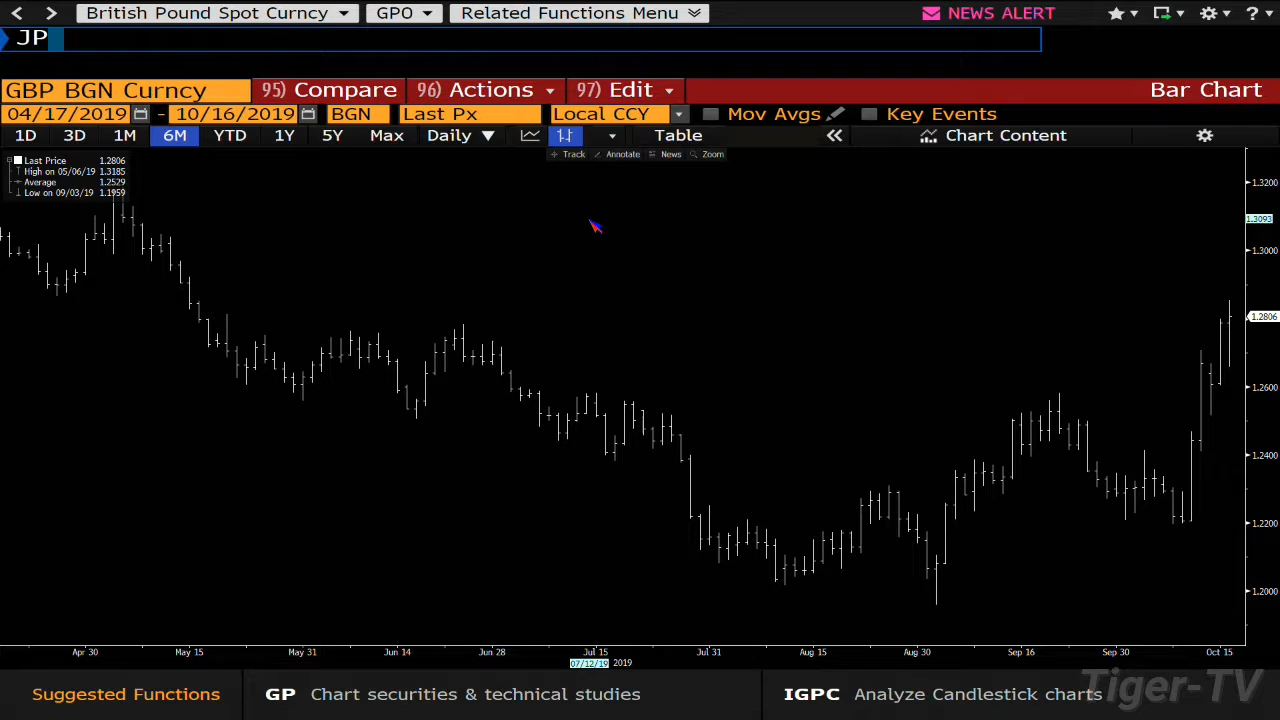 British Pound Spot Curncy GPO Related Functions Menu NEWS ALERT ?
JP
GBP BGN Curncy 95) Compare 96) Actions 97) Edit Bar Chart
04/17/2019 - 10/16/2019 BGN Last Px Local CCY Mov Avgs Key Events
1D 3D 1M 6M YTD 1Y 5Y Max Daily Table Chart Content
Track Annotate News Zoom
Last Price 1.2806
High on 05/06/19 1.3185
Average 1.2529
Low on 09/03/19 1.1959
1.3200
1.3093
1.3000
1.2806
1.2600
1.2400
1.2200
1.2000
Apr 30 May 15 May 31 Jun 14 Jun 28 Jul 15 Jul 31 Aug 15 Aug 30 Sep 16 Sep 30 Oct 15
07/12/19 2019
Suggested Functions GP Chart securities & technical studies IGPC Analyze Candlestick charts
Tiger-TV